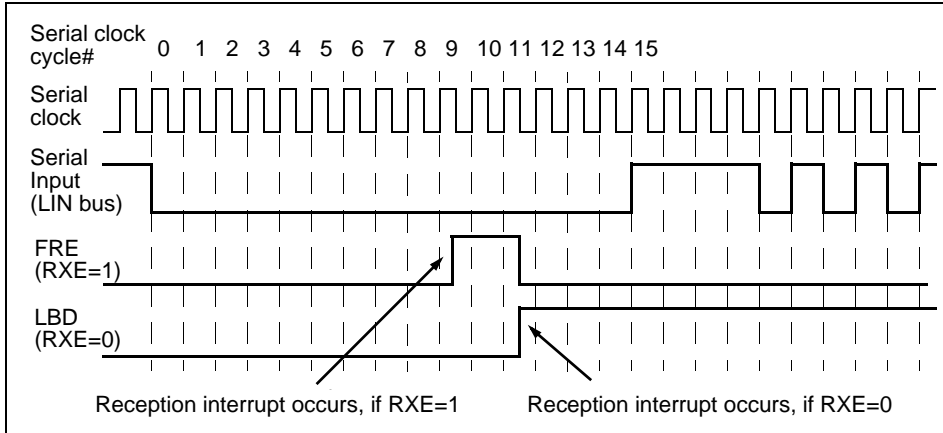 Serial clock
cycle#
0 1 2 3 4 5 6 7 8 9 10 11 12 13 14 15
Serial
clock
Serial
Input
(LIN bus)
FRE
(RXE=1)
LBD
(RXE=0)
Reception interrupt occurs, if RXE=1
Reception interrupt occurs, if RXE=0